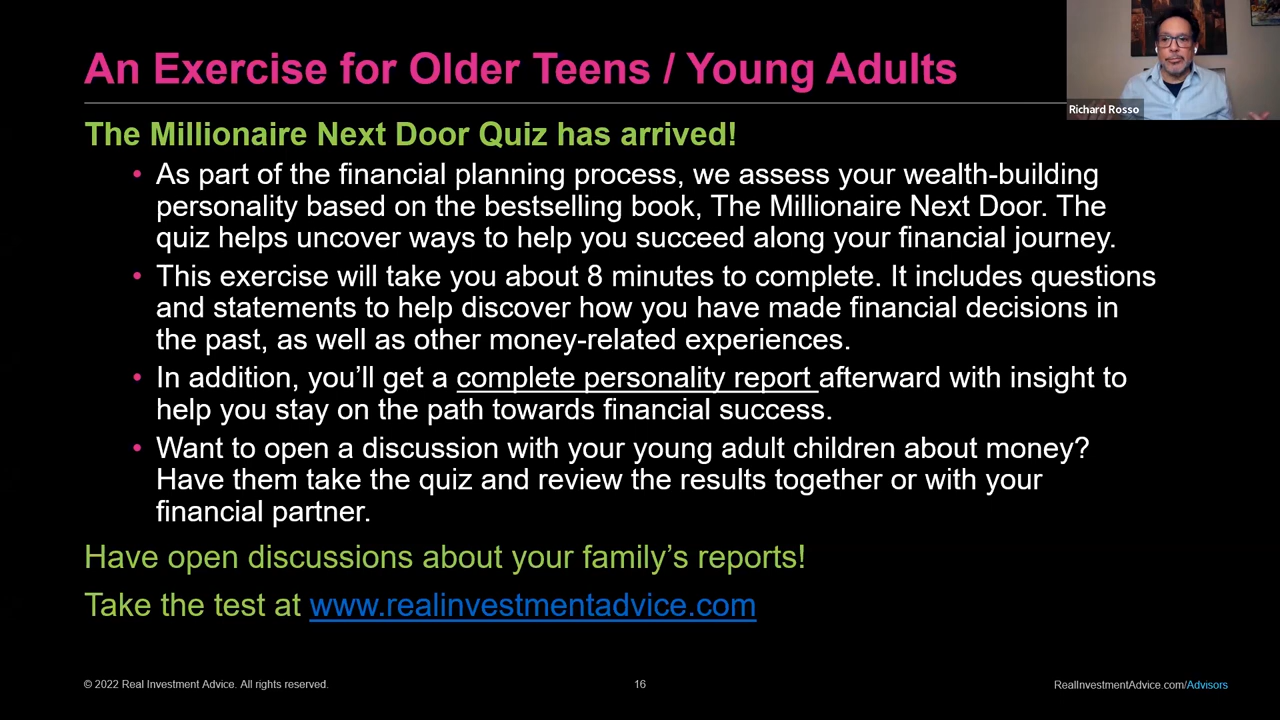 An Exercise for Older Teens / Young Adults
Richard Rosso
The Millionaire Next Door Quiz has arrived!
• As part of the financial planning process, we assess your wealth-building
personality based on the bestselling book, The Millionaire Next Door. The
quiz helps uncover ways to help you succeed along your financial journey.
• This exercise will take you about 8 minutes to complete. It includes questions
and statements to help discover how you have made financial decisions in
the past, as well as other money-related experiences.
• In addition, you’ll get a complete personality report afterward with insight to
help you stay on the path towards financial success.
• Want to open a discussion with your young adult children about money?
Have them take the quiz and review the results together or with your
financial partner.
Have open discussions about your family’s reports!
Take the test at www.realinvestmentadvice.com
© 2022 Real Investment Advice. All rights reserved.
16
RealInvestmentAdvice.com/Advisors